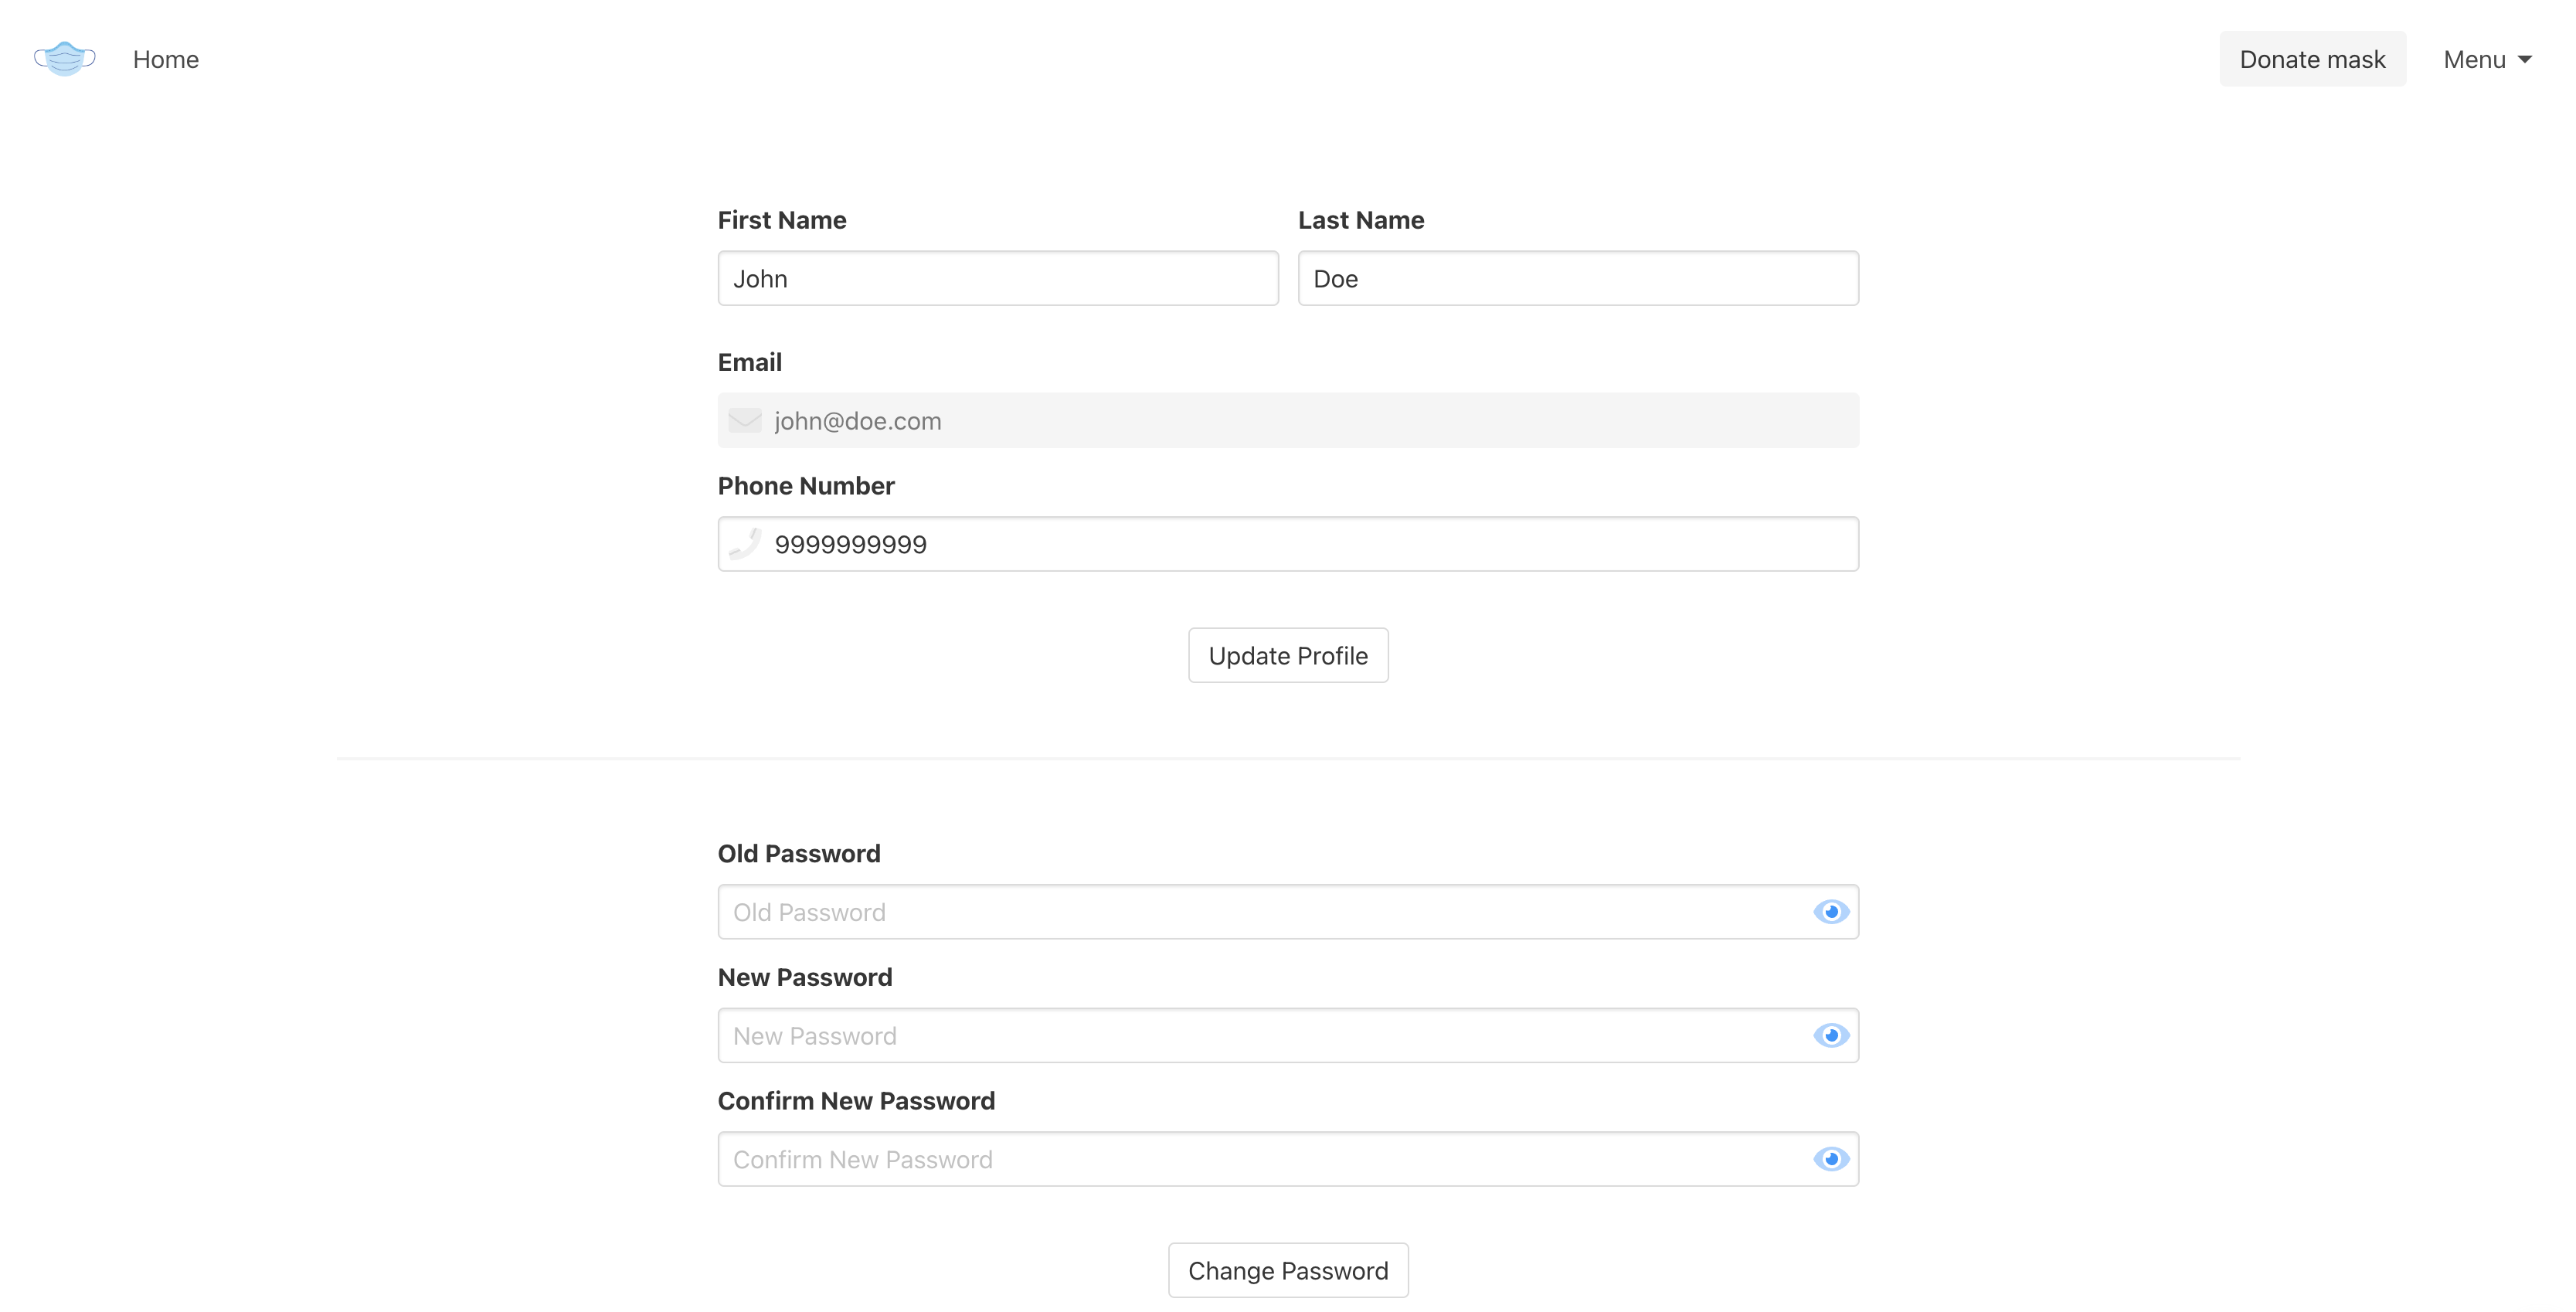 Home
Donate mask
Menu
First Name
Last Name
John
Doe
Email
john@doe.com
Phone Number
9999999999
Update Profile
Old Password
Old Password
New Password
New Password
Confirm New Password
Confirm New Password
Change Password